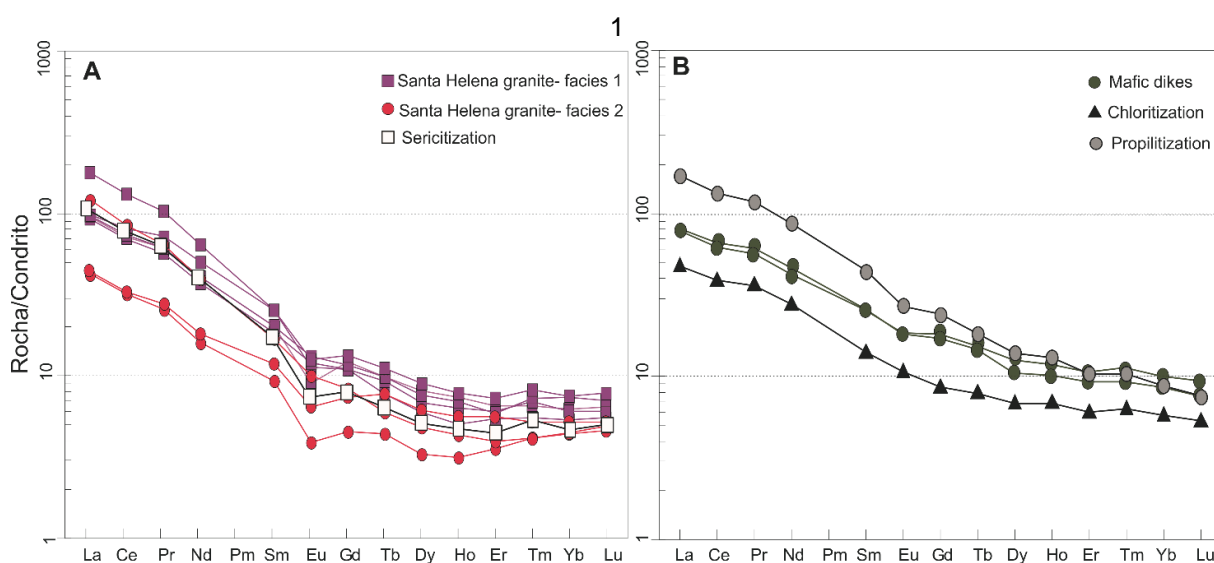 1
A
1000
100
10
1
Rocha/Condrito
Santa Helena granite- facies 1
Santa Helena granite- facies 2
Sericitization
La Ce Pr Nd Pm Sm Eu Gd Tb Dy Ho Er Tm Yb Lu
B
1000
100
10
1
Mafic dikes
Chloritization
Propilitization
La Ce Pr Nd Pm Sm Eu Gd Tb Dy Ho Er Tm Yb Lu